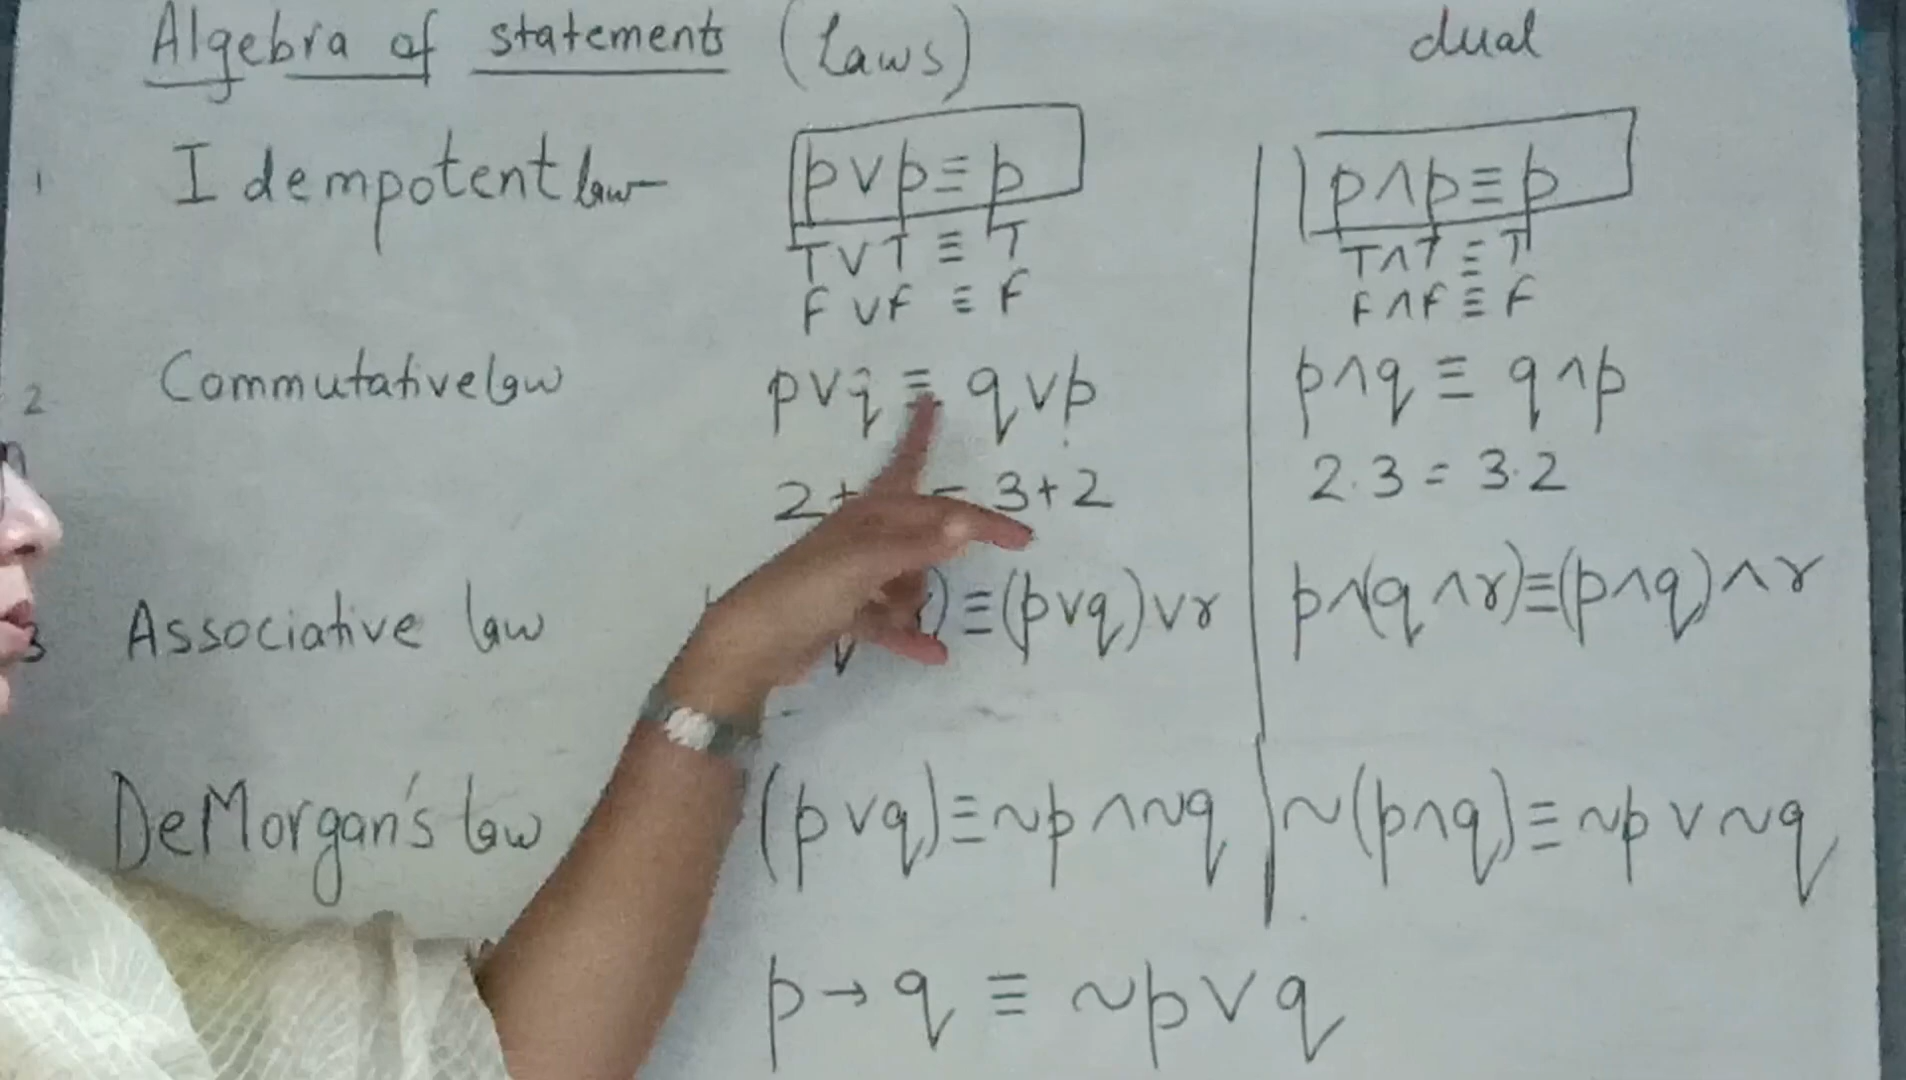 Algebra of statements (Laws) dual
1 Idempotent law p∨p≡p p∧p≡p
T∨T ≡ T T∧T ≡ T
F∨F ≡ F F∧F ≡ F
2 Commutative law p∨q ≡ q∨p p∧q ≡ q∧p
2+ = 3+2 2.3 = 3.2
3 Associative law ) ≡(p∨q)∨r p∧(q∧r)≡(p∧q)∧r
DeMorgan's law (p∨q)≡~p∧~q ~(p∧q)≡~p∨~q
p→q ≡ ~p∨q